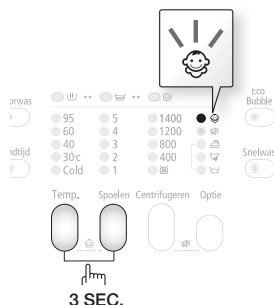 Eco
Bubble
orwas
95 5 1400
60 4 1200
40 3 800
30°c 2 400
Cold 1
ndtijd
Snelwas
Temp. Spoelen Centrifugeren Optie
3 SEC.